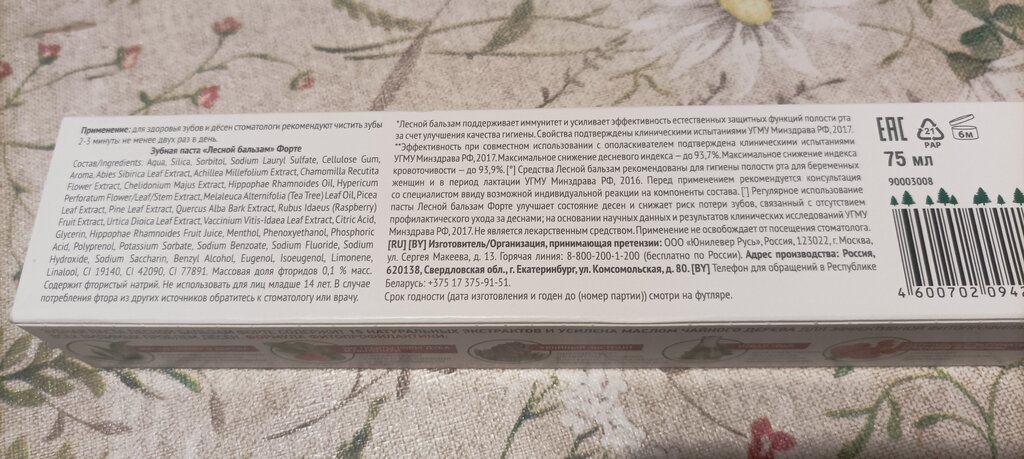 Применение: для здоровья зубов и дёсен стоматологи рекомендуют чистить зубы
2-3 минуты не менее двух раз в день.
Зубная паста «Лесной бальзам» Форте
Состав/Ingredients: Aqua, Silica, Sorbitol, Sodium Lauryl Sulfate, Cellulose Gum,
Aroma, Abies Sibirica Leaf Extract, Achillea Millefolium Extract, Chamomilla Recutita
Flower Extract, Chelidonium Majus Extract, Hippophae Rhamnoides Oil, Hypericum
Perforatum Flower/Leaf/Stem Extract, Melaleuca Alternifolia (Tea Tree) Leaf Oil, Picea
Leaf Extract, Pine Leaf Extract, Quercus Alba Bark Extract, Rubus Idaeus (Raspberry)
Fruit Extract, Urtica Dioica Leaf Extract, Vaccinium Vitis-Idaea Leaf Extract, Citric Acid,
Glycerin, Hippophae Rhamnoides Fruit Juice, Menthol, Phenoxyethanol, Phosphoric
Acid, Polyprenol, Potassium Sorbate, Sodium Benzoate, Sodium Fluoride, Sodium
Hydroxide, Sodium Saccharin, Benzyl Alcohol, Eugenol, Isoeugenol, Limonene,
Linalool, CI 19140, CI 42090, CI 77891. Массовая доля фторидов 0,1 % масс.
Содержит фтористый натрий. Не использовать для лиц младше 14 лет. В случае
потребления фтора из других источников обратитесь к стоматологу или врачу.
*Лесной бальзам поддерживает иммунитет и усиливает эффективность естественных защитных функций полости рта
за счет улучшения качества гигиены. Свойства подтверждены клиническими испытаниями УГМУ Минздрава РФ, 2017.
**Эффективность при совместном использовании с ополаскивателем подтверждена клиническими испытаниями
УГМУ Минздрава РФ, 2017. Максимальное снижение десневого индекса — до 93,7%. Максимальное снижение индекса
кровоточивости — до 93,9%. [*] Средства Лесной бальзам рекомендованы для гигиены полости рта для беременных
женщин и в период лактации УГМУ Минздрава РФ, 2016. Перед применением рекомендуется консультация
со специалистом ввиду возможной индивидуальной реакции на компоненты состава. [] Регулярное использование
пасты Лесной бальзам Форте улучшает состояние десен и снижает риск потери зубов, связанный с отсутствием
профилактического ухода за деснами; на основании научных данных и результатов клинических исследований УГМУ
Минздрава РФ, 2017. Не является лекарственным средством. Применение не освобождает от посещения стоматолога.
[RU] [BY] Изготовитель/Организация, принимающая претензии: ООО «Юнилевер Русь», Россия, 123022, г. Москва,
ул. Сергея Макеева, д. 13. Горячая линия: 8-800-200-1-200 (бесплатно по России). Адрес производства: Россия,
620138, Свердловская обл., г. Екатеринбург, ул. Комсомольская, д. 80. [BY] Телефон для обращений в Республике
Беларусь: +375 17 375-91-51.
Срок годности (дата изготовления и годен до (номер партии)) смотри на футляре.
EAC
21
PAP
6м
75 мл
90003008
4 600702 094
15 НАТУРАЛЬНЫХ ЭКСТРАКТОВ И УСИЛЕНА МАСЛОМ ЧАЙНОГО ДЕРЕВА ДЛЯ
ПРОБЛЕМ ДЕСЕН ФОРМУЛА ФИТОПРОФИЛАКТИКИ: